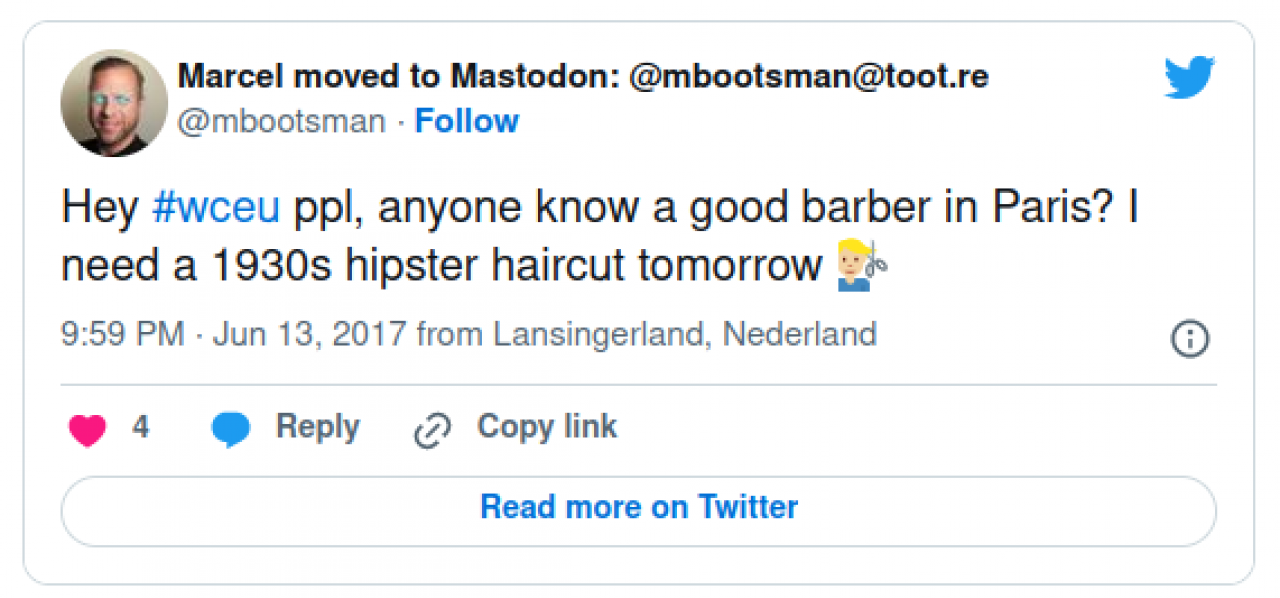 Marcel moved to Mastodon: @mbootsman@toot.re
@mbootsman · Follow
Hey #wceu ppl, anyone know a good barber in Paris? I
need a 1930s hipster haircut tomorrow 💇🏼‍♂️
9:59 PM · Jun 13, 2017 from Lansingerland, Nederland
4 Reply Copy link
Read more on Twitter